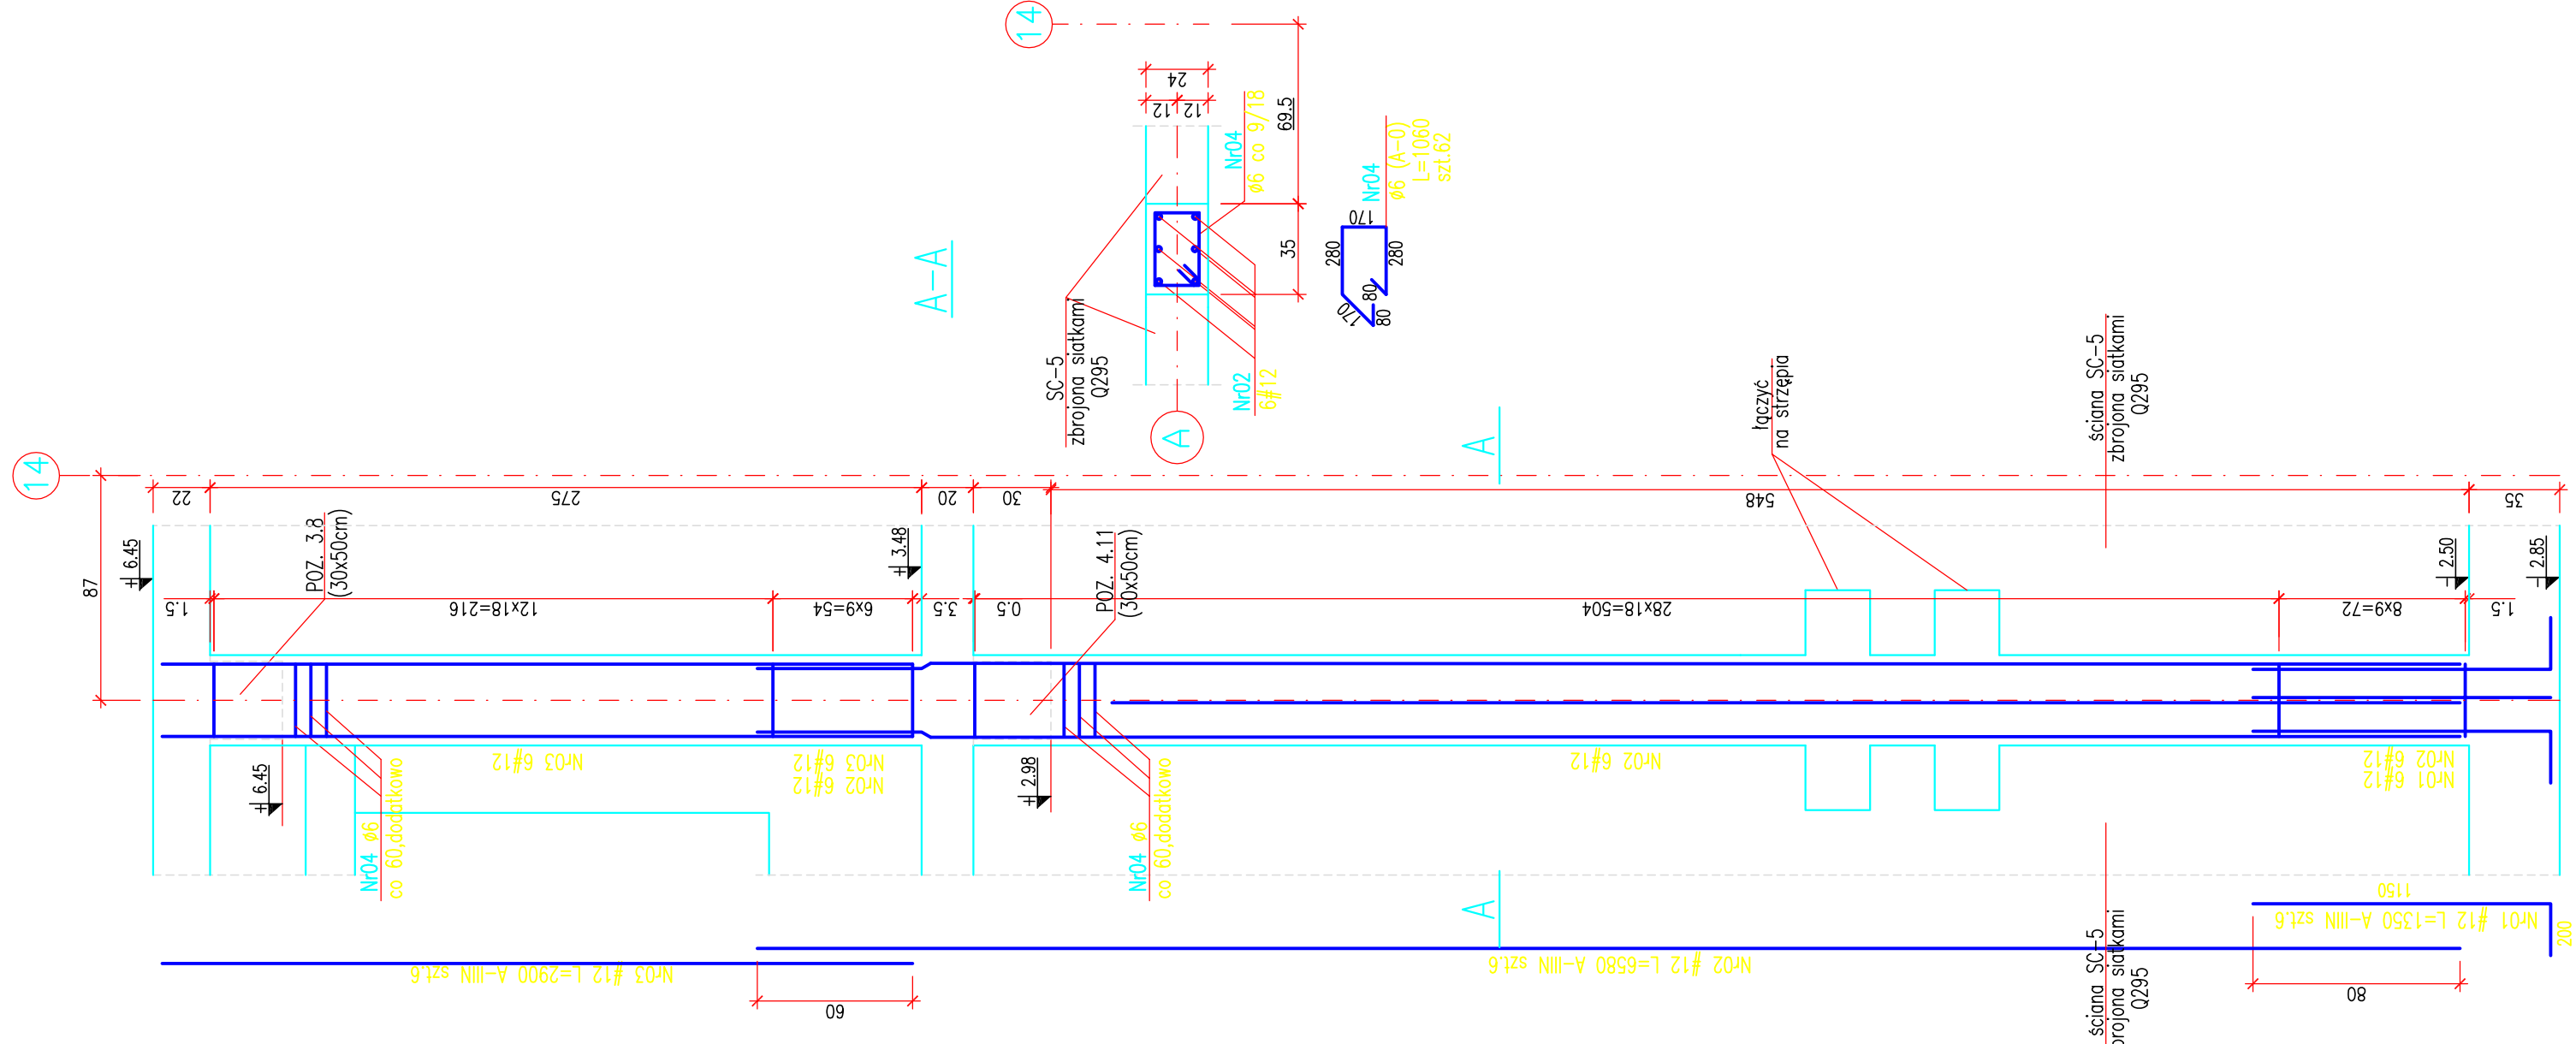 14
24
12
12
Nr04
ø6 co 9/18
69.5
35
A-A
SC-5
zbrojona siatkami
Q295
Nr02
6#12
A
Nr04
ø6 (A-0)
L=1060
szt.62
170
280
280
170
80
80
14
87
22
275
20
30
548
35
6.45
POZ. 3.8
(30x50cm)
3.48
POZ. 4.11
(30x50cm)
A
łączyć
na strzępia
ściana SC-5
zbrojona siatkami
Q295
2.50
2.85
1.5
12x18=216
6x9=54
3.5
0.5
28x18=504
8x9=72
1.5
6.45
2.98
Nr03 6#12
Nr03 6#12
Nr02 6#12
Nr02 6#12
Nr02 6#12
Nr01 6#12
Nr04 ø6
co 60,dodatkowo
Nr04 ø6
co 60,dodatkowo
A
ściana SC-5
rojona siatkami
Q295
1150
Nr01 #12 L=1350 A-IIIN szt.6
200
Nr02 #12 L=6580 A-IIIN szt.6
Nr03 #12 L=2900 A-IIIN szt.6
60
80